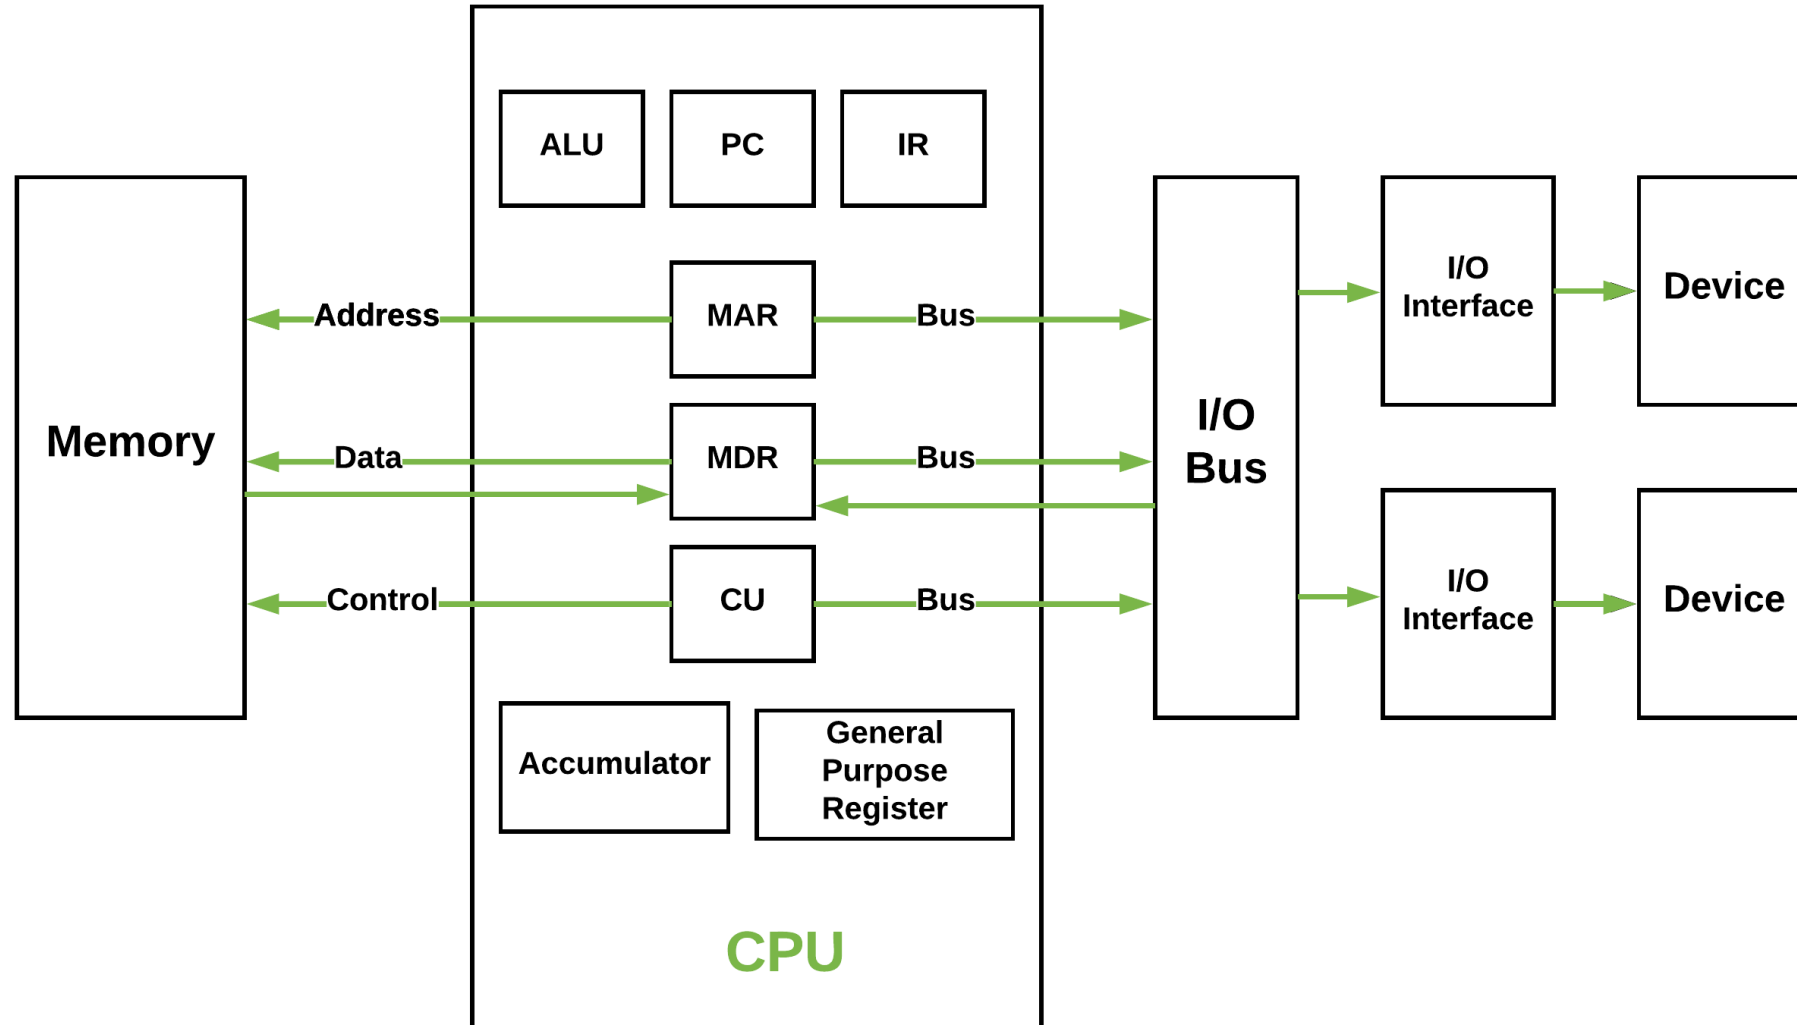 ALU
PC
IR
Memory
Address
MAR
Bus
Data
MDR
Bus
Control
CU
Bus
Accumulator
General
Purpose
Register
CPU
I/O
Bus
I/O
Interface
Device
I/O
Interface
Device